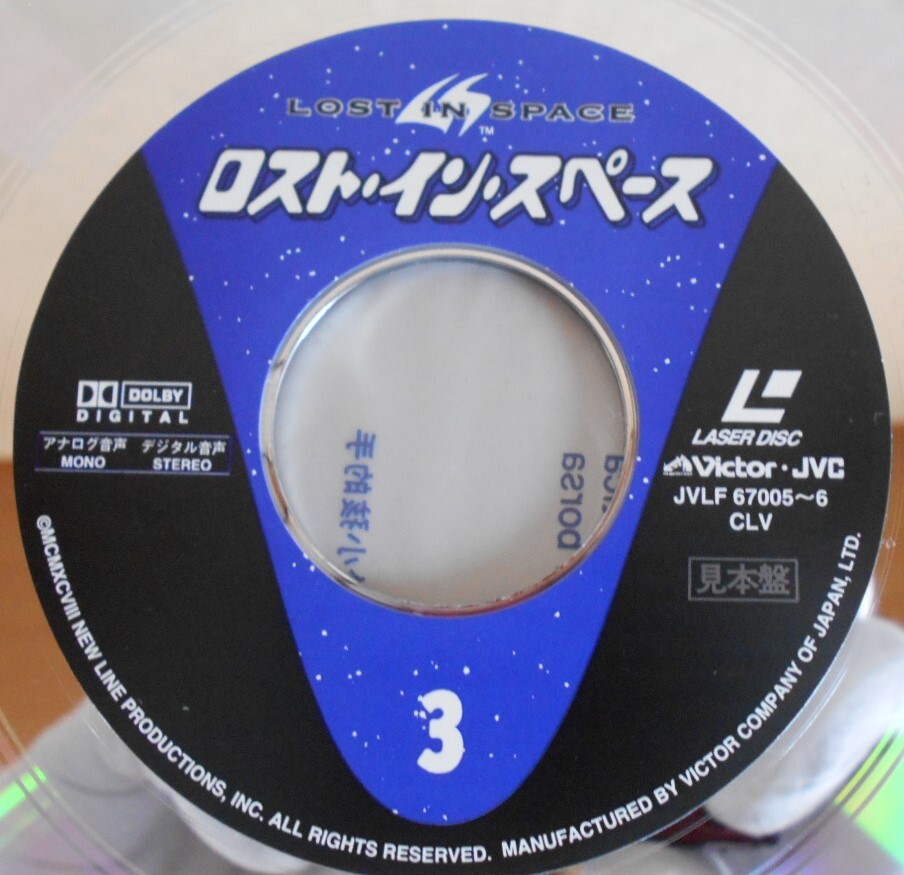 LOST IN SPACE
TM
ロスト・イン・スペース
DOLBY
DIGITAL
アナログ音声 デジタル音声
MONO STEREO
LASER DISC
Victor・JVC
JVLF 67005〜6
CLV
見本盤
3
©MCMXCVIII NEW LINE PRODUCTIONS, INC. ALL RIGHTS RESERVED. MANUFACTURED BY VICTOR COMPANY OF JAPAN, LTD.